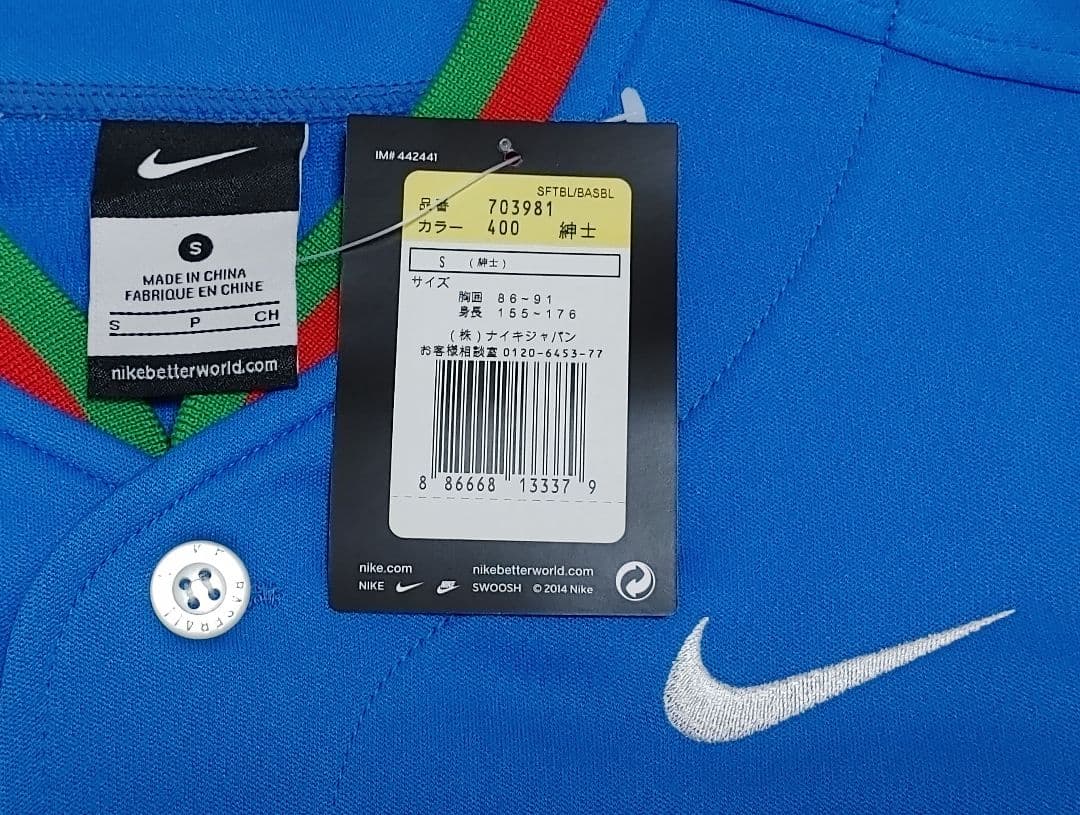 S
MADE IN CHINA
FABRIQUE EN CHINE
S P CH
nikebetterworld.com
IM# 442441
SFTBL/BASBL
品番 703981
カラー 400 紳士
S (紳士)
サイズ
胸囲 86~91
身長 155~176
(株)ナイキジャパン
お客様相談室 0120-6453-77
8 86668 13337 9
nike.com nikebetterworld.com
NIKE SWOOSH © 2014 Nike
BASEBALL